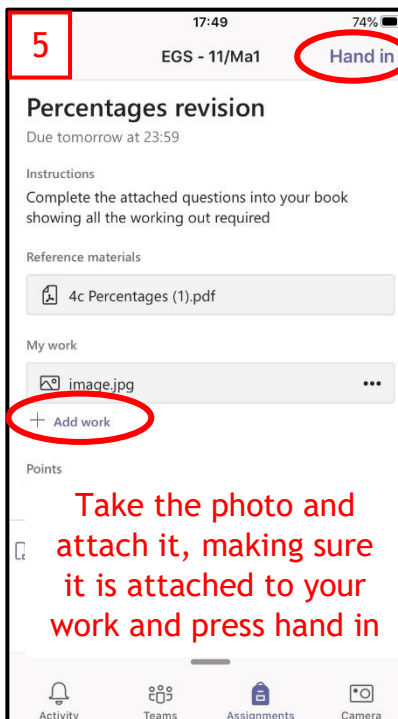 5
17:49
74%
EGS - 11/Ma1
Hand in
Percentages revision
Due tomorrow at 23:59
Instructions
Complete the attached questions into your book
showing all the working out required
Reference materials
4c Percentages (1).pdf
My work
image.jpg
+ Add work
Points
Take the photo and
attach it, making sure
it is attached to your
work and press hand in
Activity
Teams
Assignments
Camera